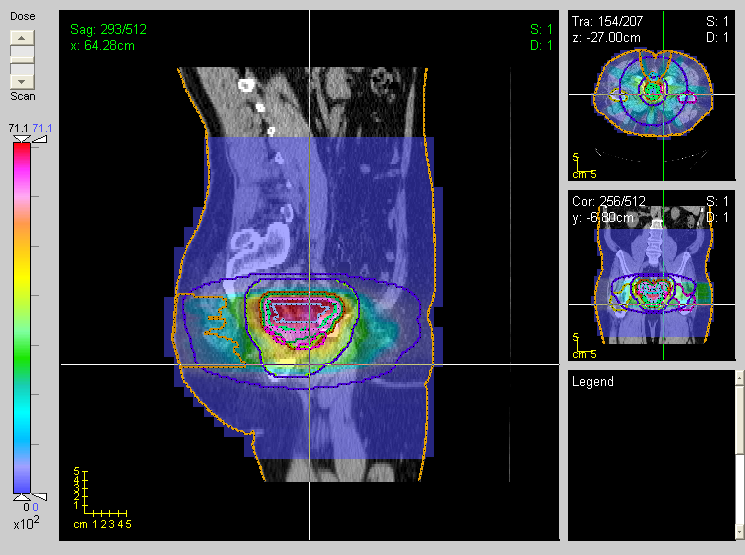 Dose
Scan
71.1 71.1
0 0
x10²
Sag: 293/512
x: 64.28cm
S: 1
D: 1
5
4
3
2
1
cm 1 2 3 4 5
Tra: 154/207
z: -27.00cm
S: 1
D: 1
5
cm 5
Cor: 256/512
y: -6.80cm
S: 1
D: 1
5
cm 5
Legend